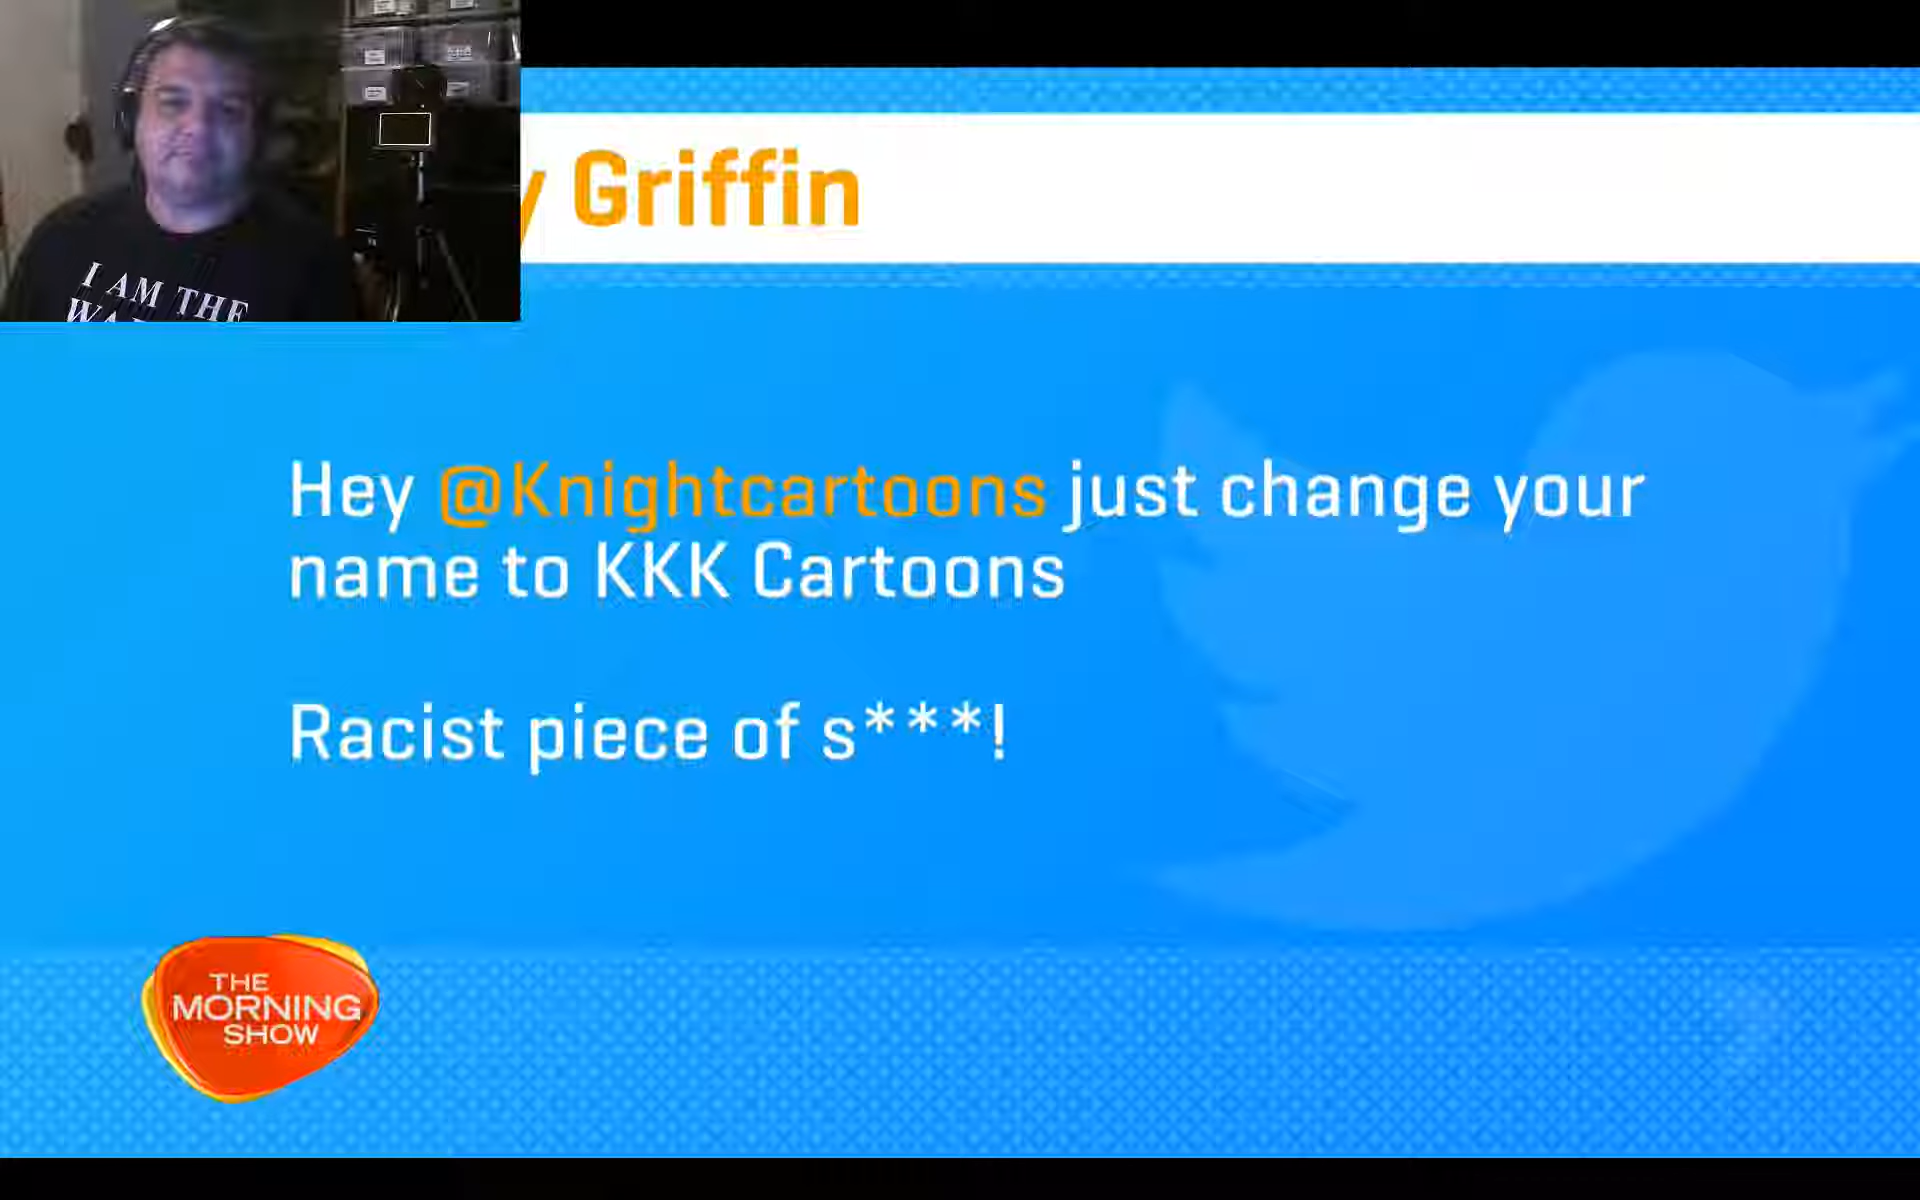 y Griffin
I AM THE
Hey @Knightcartoons just change your
name to KKK Cartoons
Racist piece of s***!
THE
MORNING
SHOW